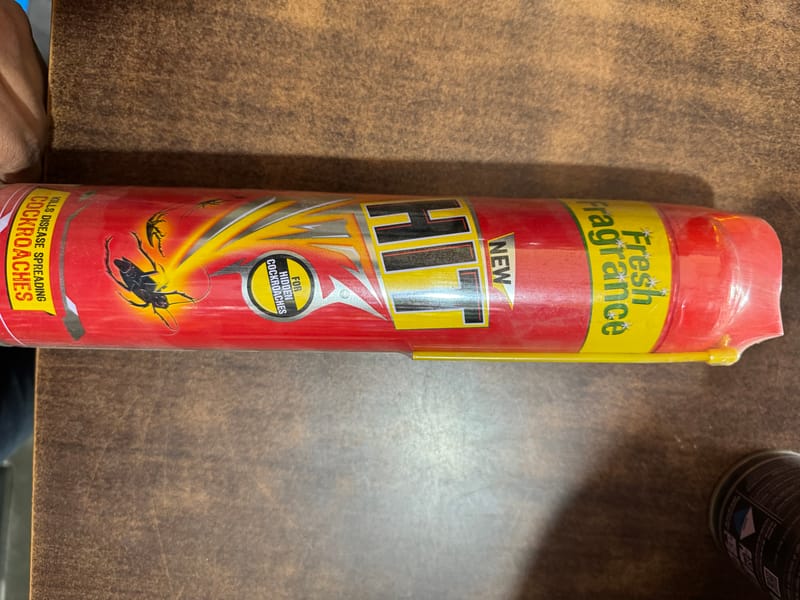 Fresh
Fragrance
NEW
HIT
FOR
HIDDEN
COCKROACHES
KILLS DISEASE SPREADING
COCKROACHES